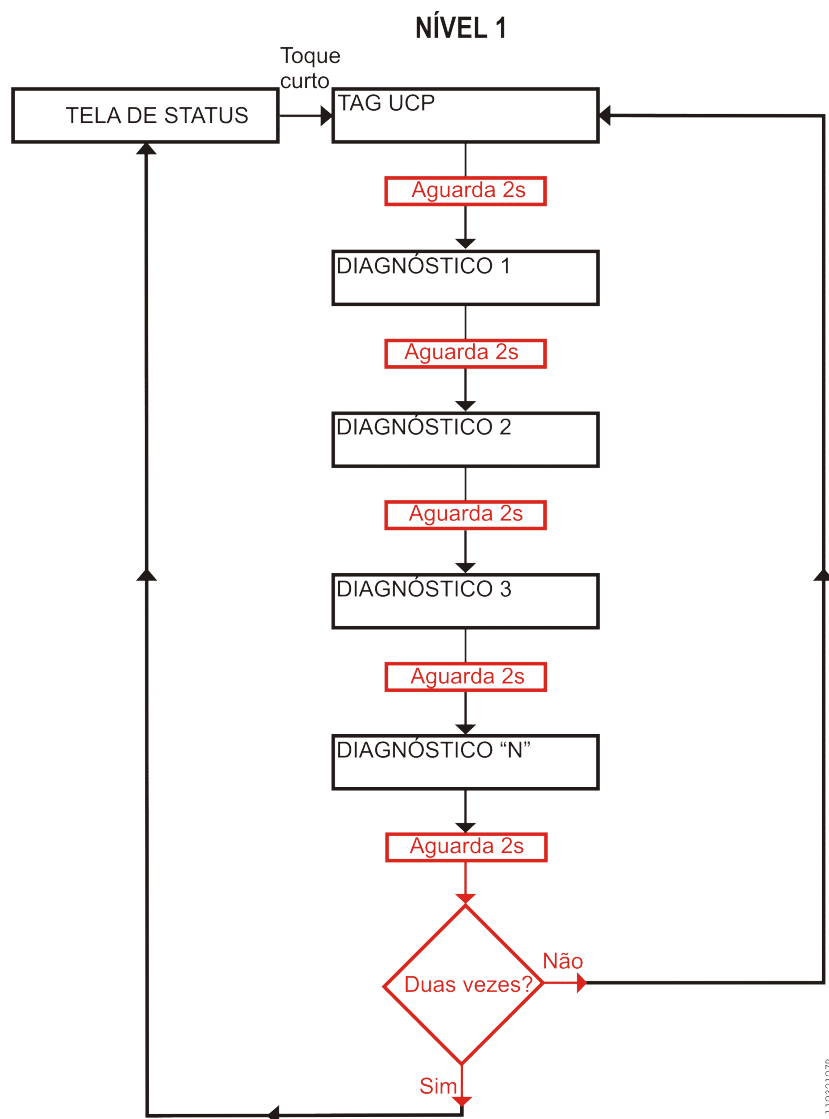 NÍVEL 1
Toque
curto
TELA DE STATUS
TAG UCP
Aguarda 2s
DIAGNÓSTICO 1
Aguarda 2s
DIAGNÓSTICO 2
Aguarda 2s
DIAGNÓSTICO 3
Aguarda 2s
DIAGNÓSTICO “N”
Aguarda 2s
Duas vezes?
Não
Sim